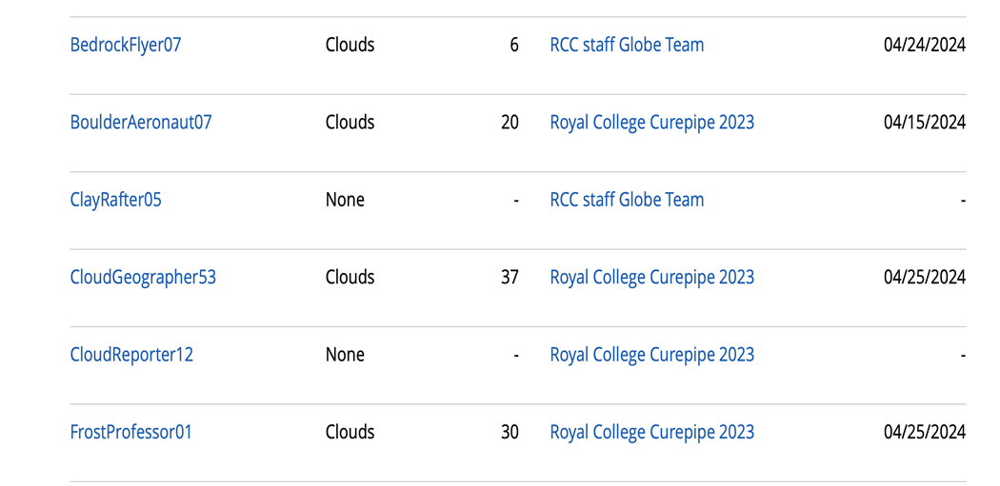 BedrockFlyer07 Clouds 6 RCC staff Globe Team 04/24/2024
BoulderAeronaut07 Clouds 20 Royal College Curepipe 2023 04/15/2024
ClayRafter05 None - RCC staff Globe Team -
CloudGeographer53 Clouds 37 Royal College Curepipe 2023 04/25/2024
CloudReporter12 None - Royal College Curepipe 2023 -
FrostProfessor01 Clouds 30 Royal College Curepipe 2023 04/25/2024